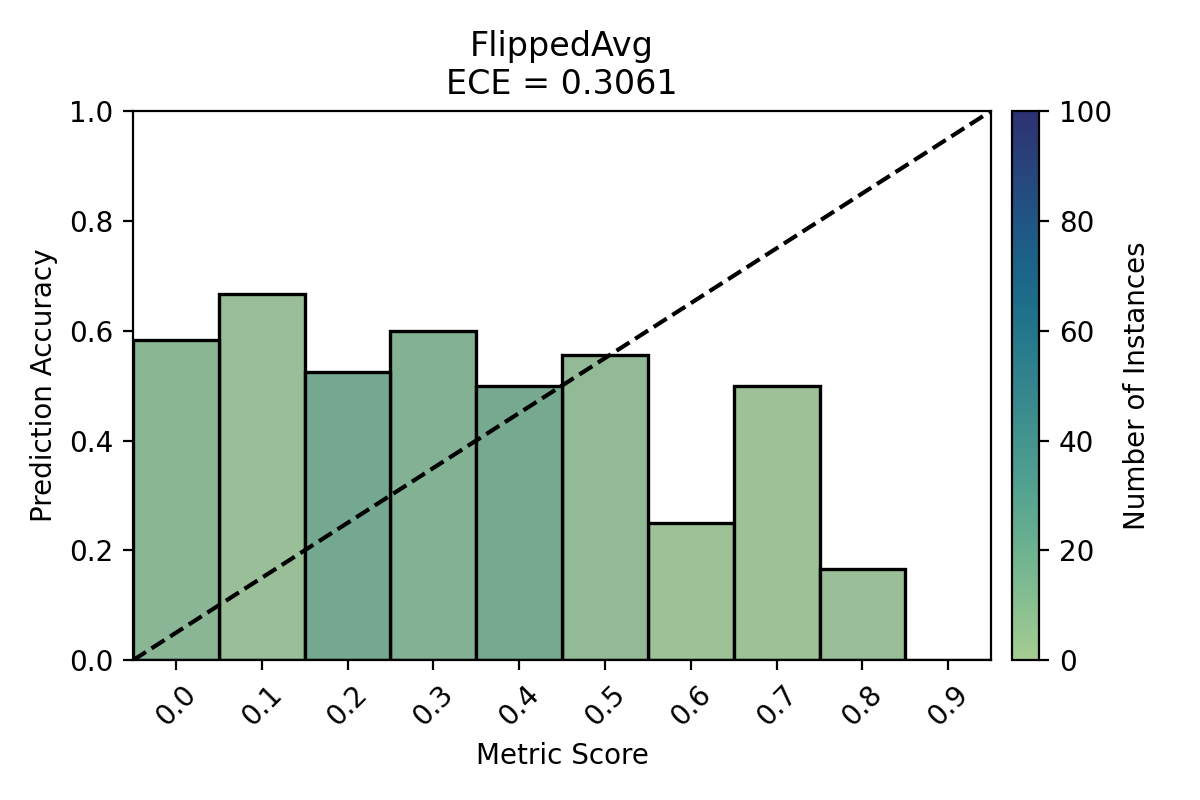 FlippedAvg
ECE = 0.3061
1.0
0.8
0.6
0.4
0.2
0.0
Prediction Accuracy
0.0 0.1 0.2 0.3 0.4 0.5 0.6 0.7 0.8 0.9
Metric Score
100
80
60
40
20
0
Number of Instances